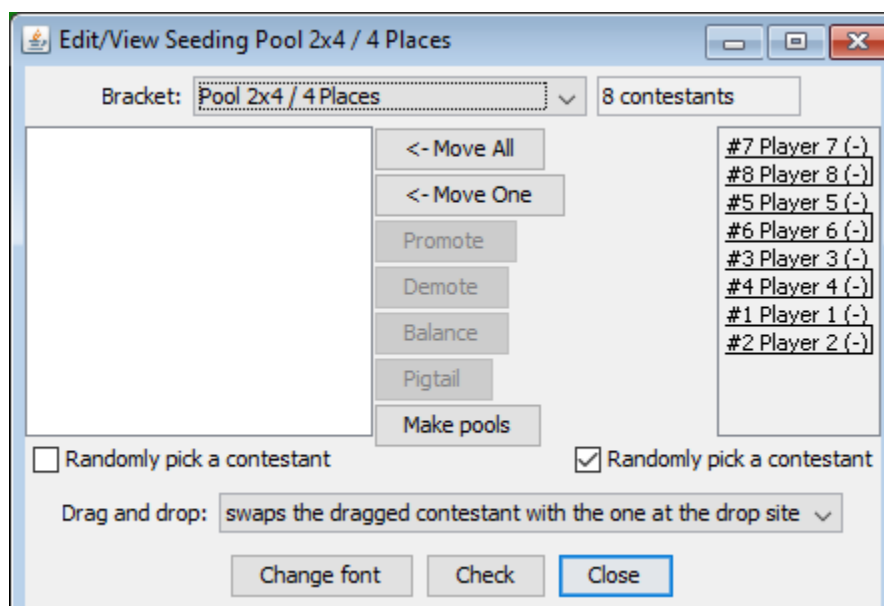 Edit/View Seeding Pool 2x4 / 4 Places
Bracket: Pool 2x4 / 4 Places 8 contestants
<- Move All
<- Move One
Promote
Demote
Balance
Pigtail
Make pools
#7 Player 7 (-)
#8 Player 8 (-)
#5 Player 5 (-)
#6 Player 6 (-)
#3 Player 3 (-)
#4 Player 4 (-)
#1 Player 1 (-)
#2 Player 2 (-)
Randomly pick a contestant Randomly pick a contestant
Drag and drop: swaps the dragged contestant with the one at the drop site
Change font Check Close